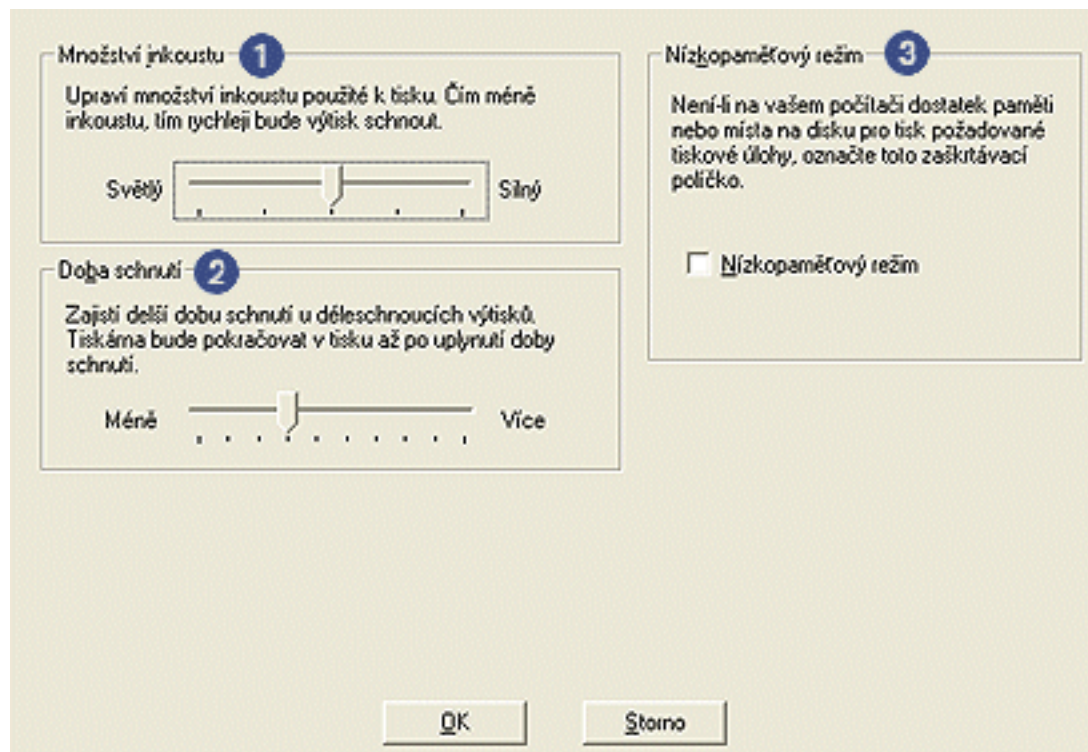 Množství inkoustu 1
Upraví množství inkoustu použité k tisku. Čím méně
inkoustu, tím rychleji bude výtisk schnout.
Světlý Silný
Doba schnutí 2
Zajistí delší dobu schnutí u déleschnoucích výtisků.
Tiskárna bude pokračovat v tisku až po uplynutí doby
schnutí.
Méně Více
Nízkopaměťový režim 3
Není-li na vašem počítači dostatek paměti
nebo místa na disku pro tisk požadované
tiskové úlohy, označte toto zaškrtávací
políčko.
Nízkopaměťový režim
OK Storno